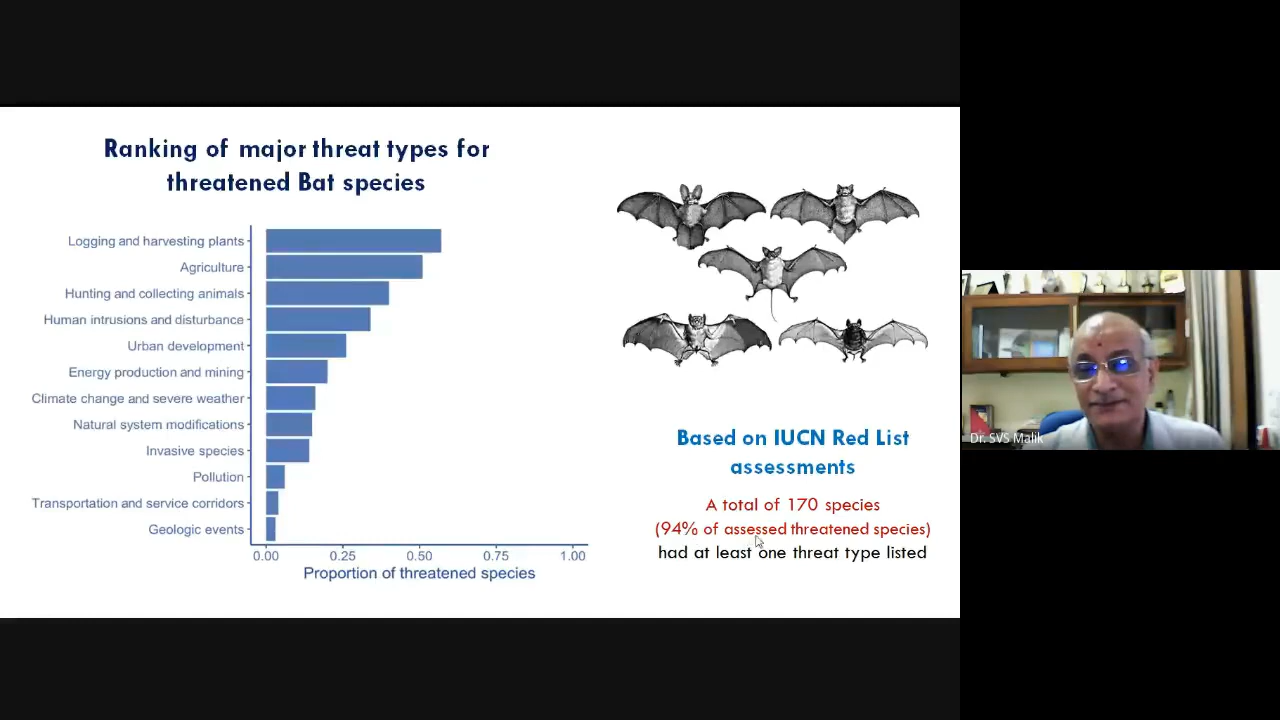 Ranking of major threat types for
threatened Bat species
Logging and harvesting plants
Agriculture
Hunting and collecting animals
Human intrusions and disturbance
Urban development
Energy production and mining
Climate change and severe weather
Natural system modifications
Invasive species
Pollution
Transportation and service corridors
Geologic events
0.00 0.25 0.50 0.75 1.00
Proportion of threatened species
Based on IUCN Red List
assessments
A total of 170 species
(94% of assessed threatened species)
had at least one threat type listed
Dr. SVS Malik